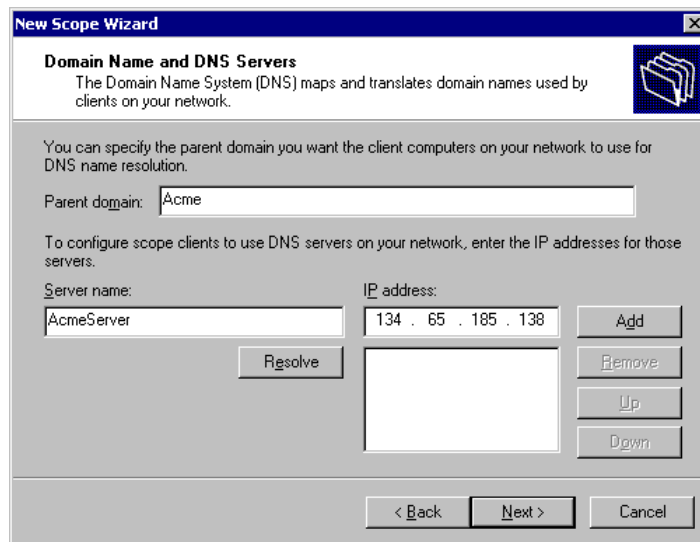 New Scope Wizard
Domain Name and DNS Servers
The Domain Name System (DNS) maps and translates domain names used by
clients on your network.
You can specify the parent domain you want the client computers on your network to use for
DNS name resolution.
Parent domain: Acme
To configure scope clients to use DNS servers on your network, enter the IP addresses for those
servers.
Server name: IP address:
AcmeServer 134 . 65 . 185 . 138 Add
Resolve Remove
Up
Down
< Back Next > Cancel